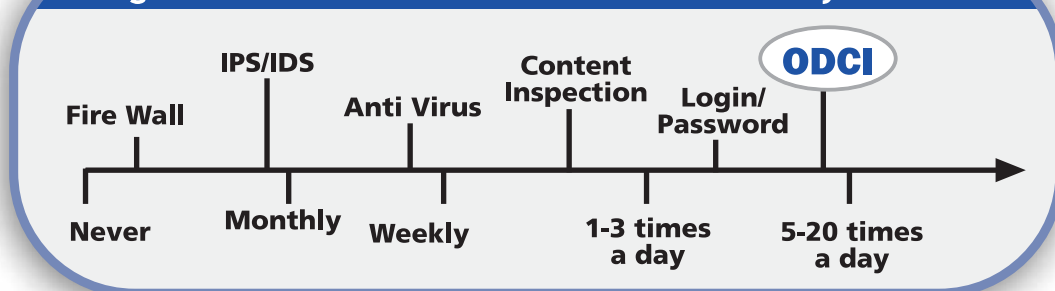 IPS/IDS
Content
Inspection
ODCI
Fire Wall
Anti Virus
Login/
Password
Never
Monthly
Weekly
1-3 times
a day
5-20 times
a day